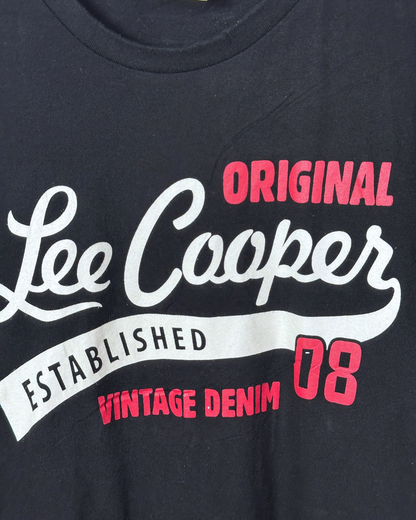 ORIGINAL
Lee Cooper
ESTABLISHED
08
VINTAGE DENIM